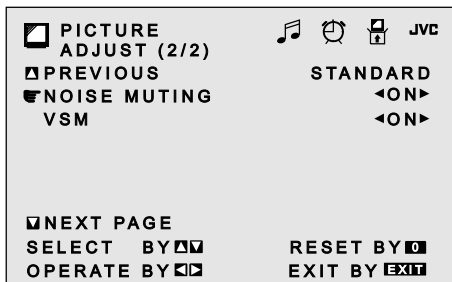 PICTURE JVC
ADJUST (2/2)
PREVIOUS STANDARD
NOISE MUTING ◄ON►
VSM ◄ON►
NEXT PAGE
SELECT BY RESET BY 0
OPERATE BY EXIT BY EXIT